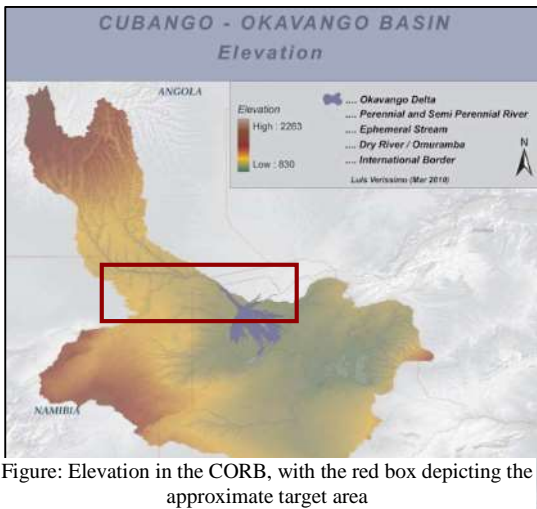 CUBANGO - OKAVANGO BASIN
Elevation
ANGOLA
Elevation
High : 2263
Low : 830
.... Okavango Delta
.... Perennial and Semi Perennial River
.... Ephemeral Stream
.... Dry River / Omuramba
.... International Border
N
Luis Verissimo (Mar 2010)
NAMIBIA
Figure: Elevation in the CORB, with the red box depicting the
approximate target area